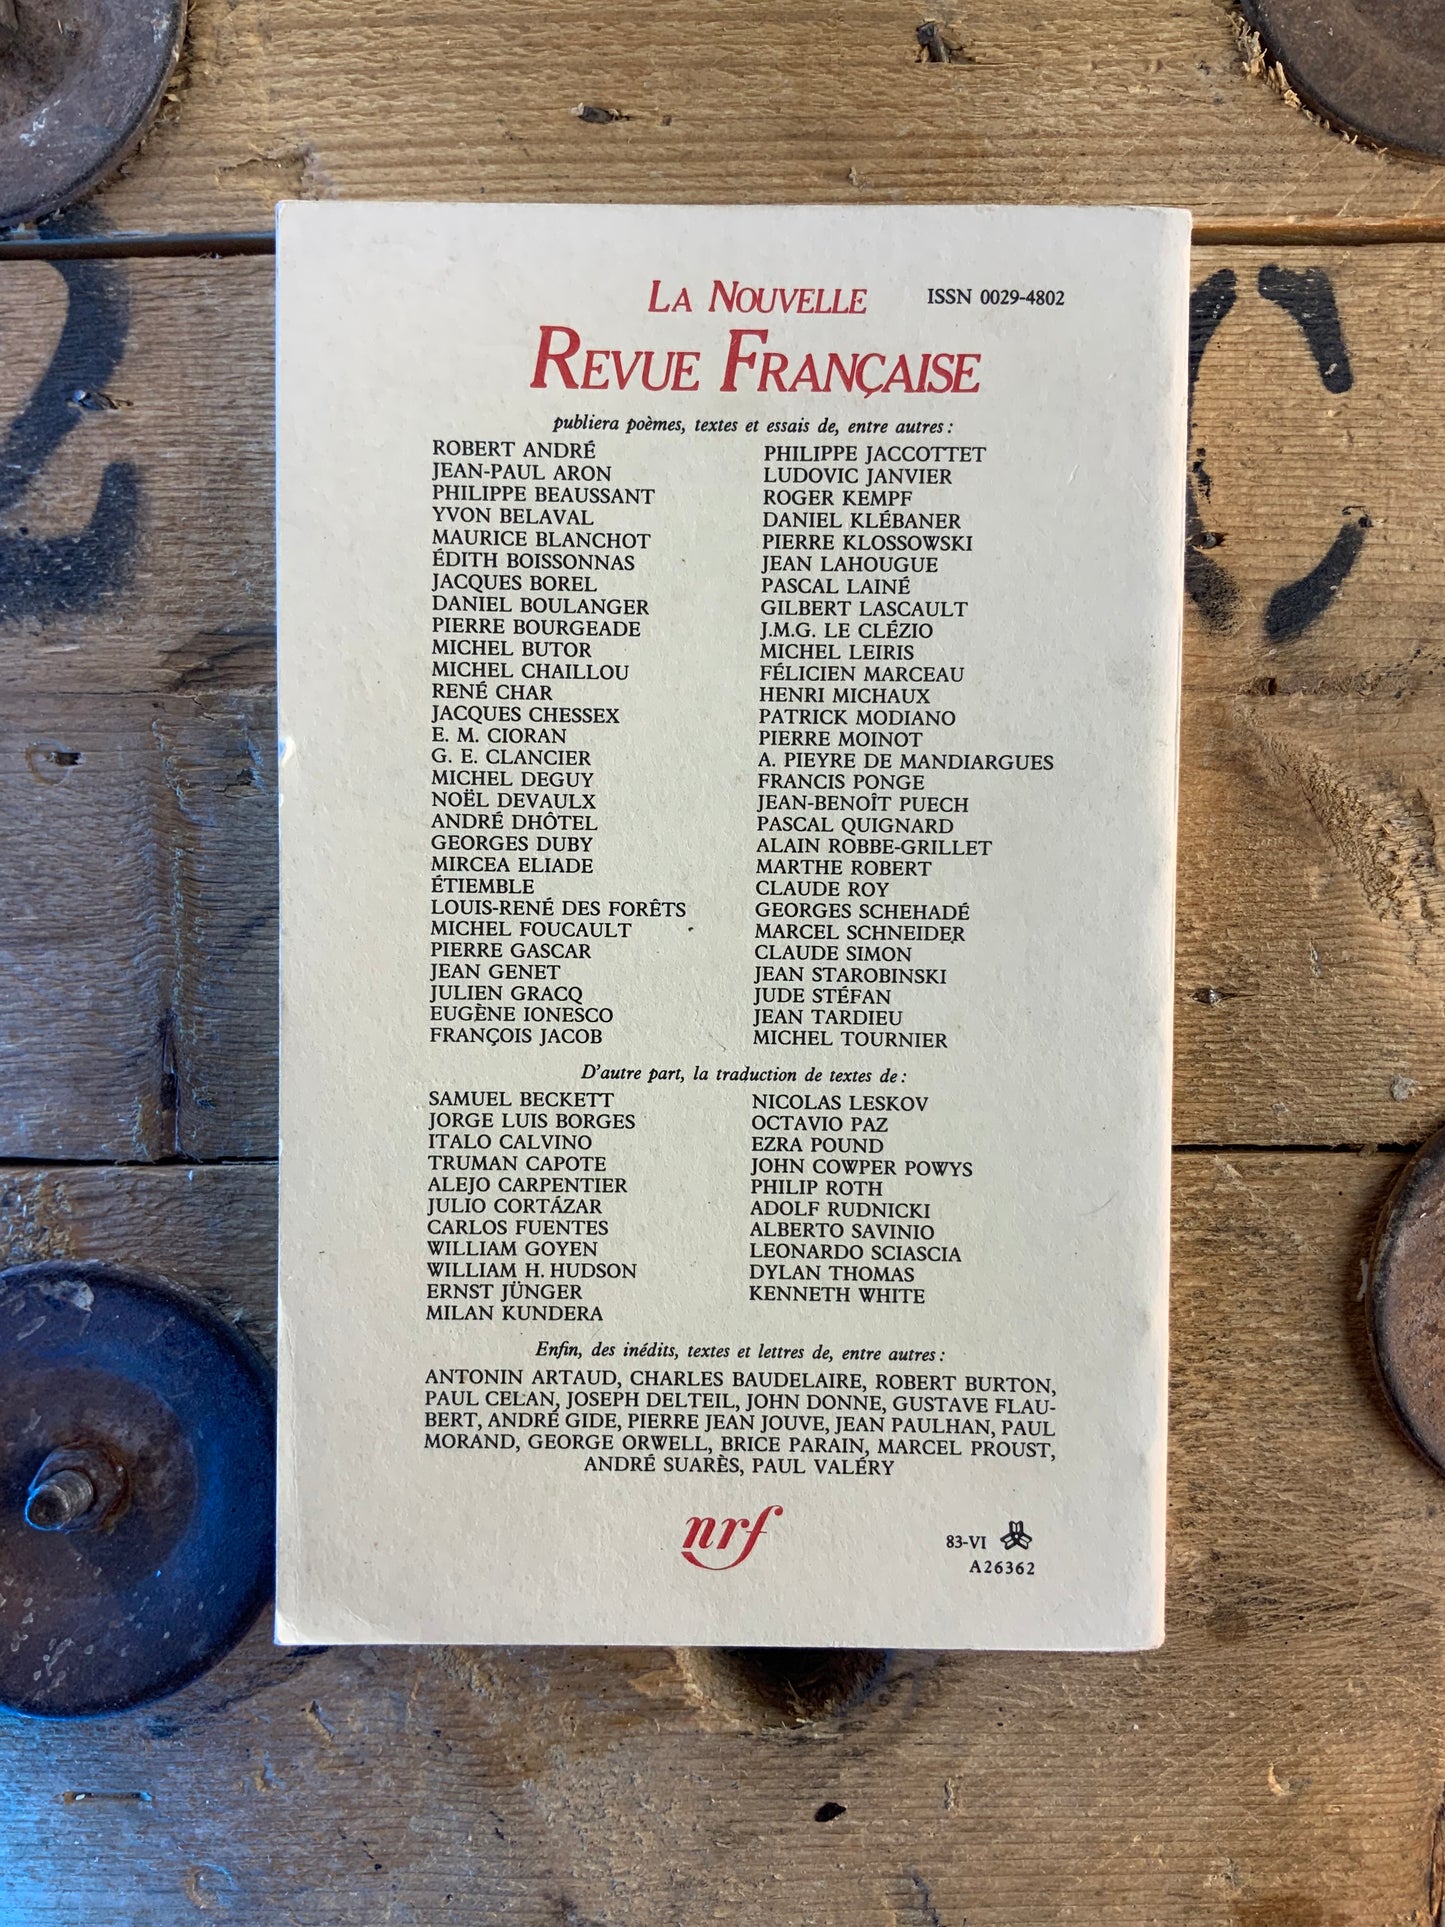 LA NOUVELLE
ISSN 0029-4802
REVUE FRANÇAISE
publiera poèmes, textes et essais de, entre autres :
ROBERT ANDRÉ
JEAN-PAUL ARON
PHILIPPE BEAUSSANT
YVON BELAVAL
MAURICE BLANCHOT
ÉDITH BOISSONNAS
JACQUES BOREL
DANIEL BOULANGER
PIERRE BOURGEADE
MICHEL BUTOR
MICHEL CHAILLOU
RENÉ CHAR
JACQUES CHESSEX
E. M. CIORAN
G. E. CLANCIER
MICHEL DEGUY
NOËL DEVAULX
ANDRÉ DHÔTEL
GEORGES DUBY
MIRCEA ELIADE
ÉTIEMBLE
LOUIS-RENÉ DES FORÊTS
MICHEL FOUCAULT
PIERRE GASCAR
JEAN GENET
JULIEN GRACQ
EUGÈNE IONESCO
FRANÇOIS JACOB
PHILIPPE JACCOTTET
LUDOVIC JANVIER
ROGER KEMPF
DANIEL KLÉBANER
PIERRE KLOSSOWSKI
JEAN LAHOUGUE
PASCAL LAINÉ
GILBERT LASCAULT
J.M.G. LE CLÉZIO
MICHEL LEIRIS
FÉLICIEN MARCEAU
HENRI MICHAUX
PATRICK MODIANO
PIERRE MOINOT
A. PIEYRE DE MANDIARGUES
FRANCIS PONGE
JEAN-BENOÎT PUECH
PASCAL QUIGNARD
ALAIN ROBBE-GRILLET
MARTHE ROBERT
CLAUDE ROY
GEORGES SCHEHADÉ
MARCEL SCHNEIDER
CLAUDE SIMON
JEAN STAROBINSKI
JUDE STÉFAN
JEAN TARDIEU
MICHEL TOURNIER
D'autre part, la traduction de textes de :
SAMUEL BECKETT
JORGE LUIS BORGES
ITALO CALVINO
TRUMAN CAPOTE
ALEJO CARPENTIER
JULIO CORTÁZAR
CARLOS FUENTES
WILLIAM GOYEN
WILLIAM H. HUDSON
ERNST JÜNGER
MILAN KUNDERA
NICOLAS LESKOV
OCTAVIO PAZ
EZRA POUND
JOHN COWPER POWYS
PHILIP ROTH
ADOLF RUDNICKI
ALBERTO SAVINIO
LEONARDO SCIASCIA
DYLAN THOMAS
KENNETH WHITE
Enfin, des inédits, textes et lettres de, entre autres :
ANTONIN ARTAUD, CHARLES BAUDELAIRE, ROBERT BURTON,
PAUL CELAN, JOSEPH DELTEIL, JOHN DONNE, GUSTAVE FLAU-
BERT, ANDRÉ GIDE, PIERRE JEAN JOUVE, JEAN PAULHAN, PAUL
MORAND, GEORGE ORWELL, BRICE PARAIN, MARCEL PROUST,
ANDRÉ SUARÈS, PAUL VALÉRY
nrf
83-VI
A26362